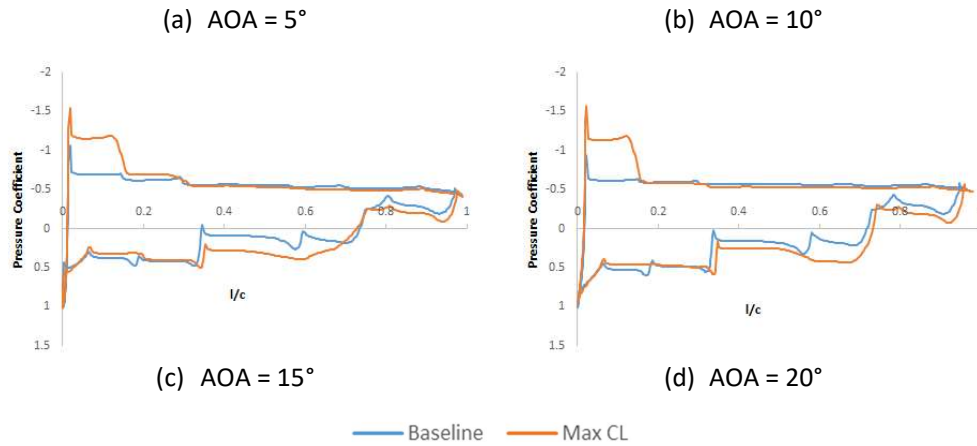 (a) AOA = 5° (b) AOA = 10°
-2
-1.5
-1
-0.5
0
0.5
1
1.5
0 0.2 0.4 0.6 0.8 1
Pressure Coefficient
l/c
-2
-1.5
-1
-0.5
0
0.5
1
1.5
0 0.2 0.4 0.6 0.8
Pressure Coefficient
l/c
(c) AOA = 15° (d) AOA = 20°
Baseline Max CL